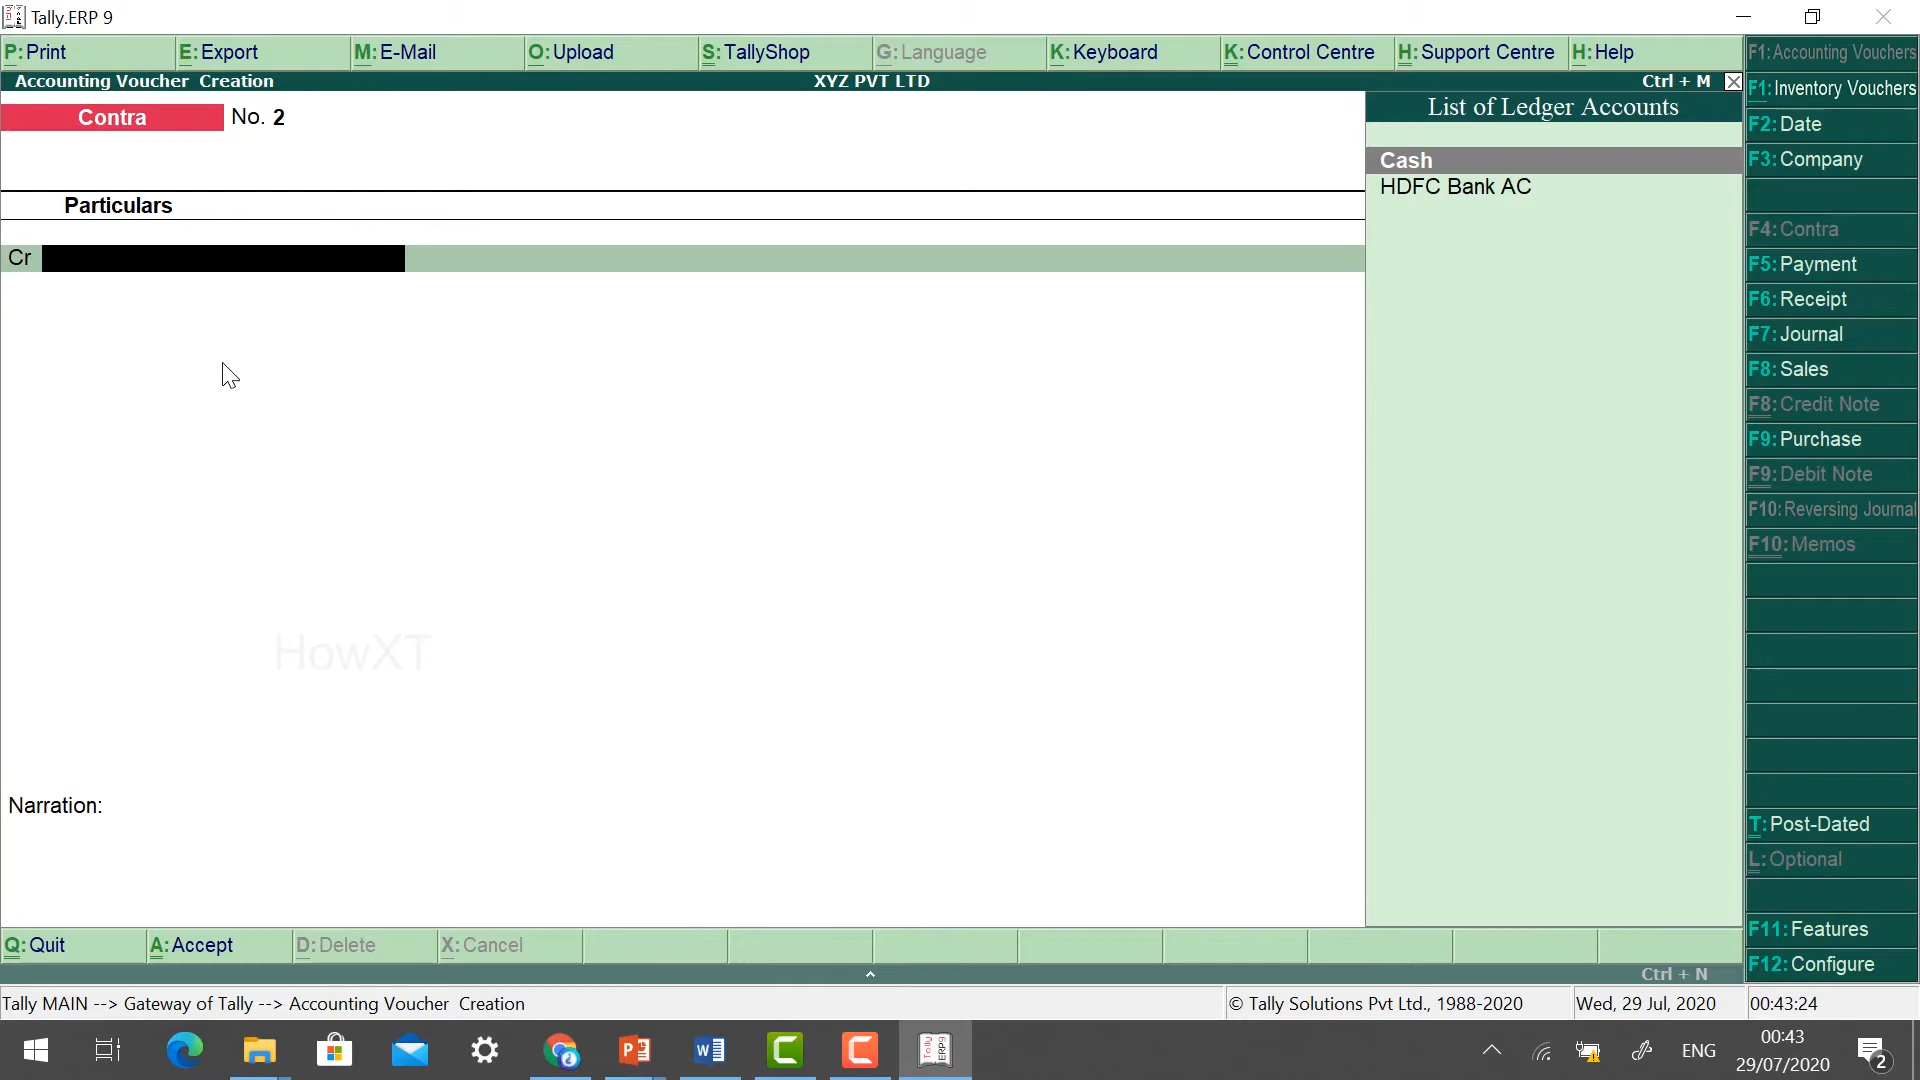 Tally.ERP 9
P: Print E: Export M: E-Mail O: Upload S: TallyShop G: Language K: Keyboard K: Control Centre H: Support Centre H: Help
Accounting Voucher Creation XYZ PVT LTD Ctrl + M
Contra No. 2
Particulars
Cr
Narration:
List of Ledger Accounts
Cash
HDFC Bank AC
F1: Accounting Vouchers
F1: Inventory Vouchers
F2: Date
F3: Company
F4: Contra
F5: Payment
F6: Receipt
F7: Journal
F8: Sales
F8: Credit Note
F9: Purchase
F9: Debit Note
F10: Reversing Journal
F10: Memos
T: Post-Dated
L: Optional
F11: Features
F12: Configure
HowXT
Q: Quit A: Accept D: Delete X: Cancel
Ctrl + N
Tally MAIN --> Gateway of Tally --> Accounting Voucher Creation © Tally Solutions Pvt Ltd., 1988-2020 Wed, 29 Jul, 2020 00:43:24
Tally ERP9
ENG
00:43
29/07/2020
2